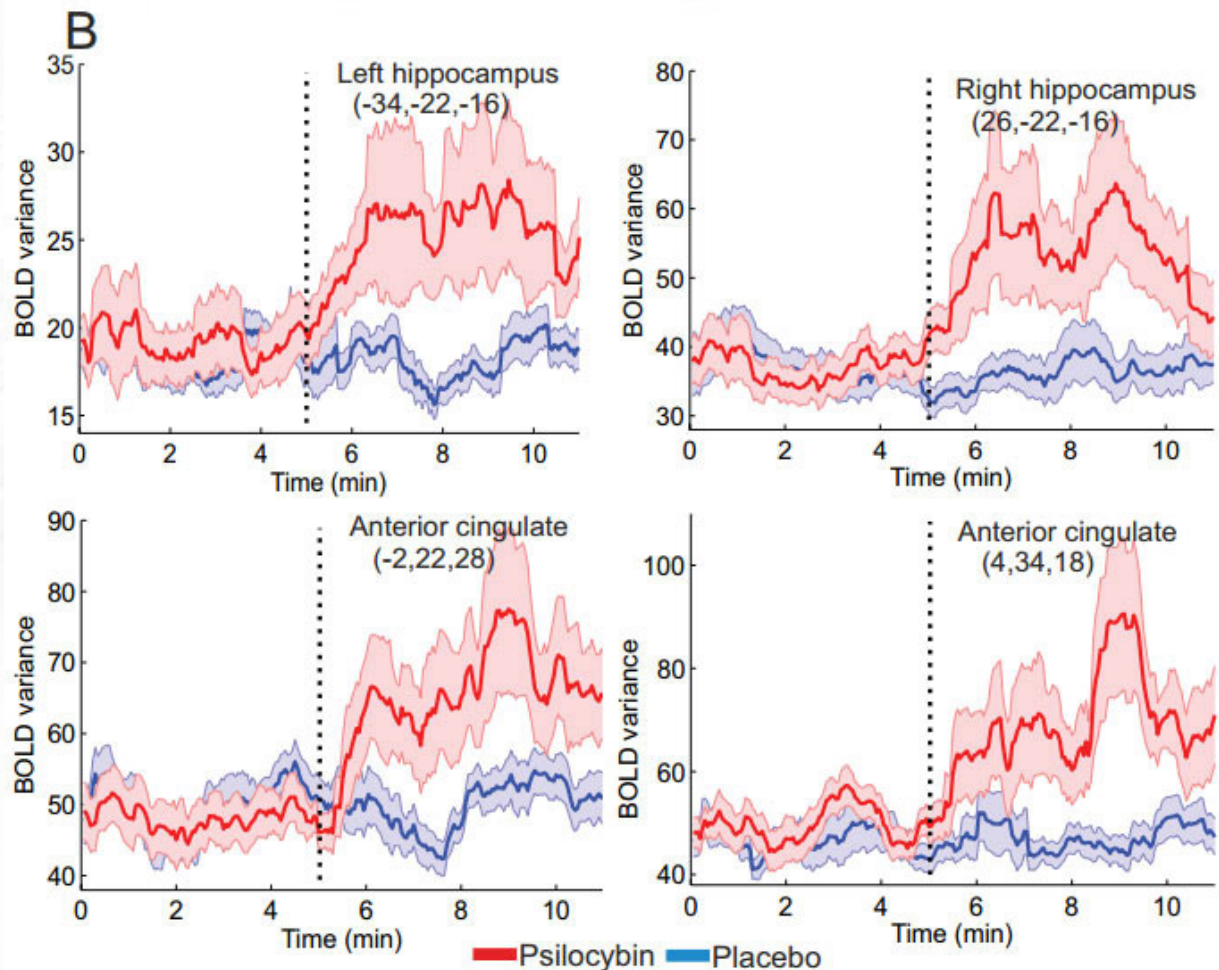 B
35
30
25
20
15
BOLD variance
Left hippocampus
(-34,-22,-16)
0 2 4 6 8 10
Time (min)
80
70
60
50
40
30
BOLD variance
Right hippocampus
(26,-22,-16)
0 2 4 6 8 10
Time (min)
90
80
70
60
50
40
BOLD variance
Anterior cingulate
(-2,22,28)
0 2 4 6 8 10
Time (min)
100
80
60
40
BOLD variance
Anterior cingulate
(4,34,18)
0 2 4 6 8 10
Time (min)
Psilocybin Placebo